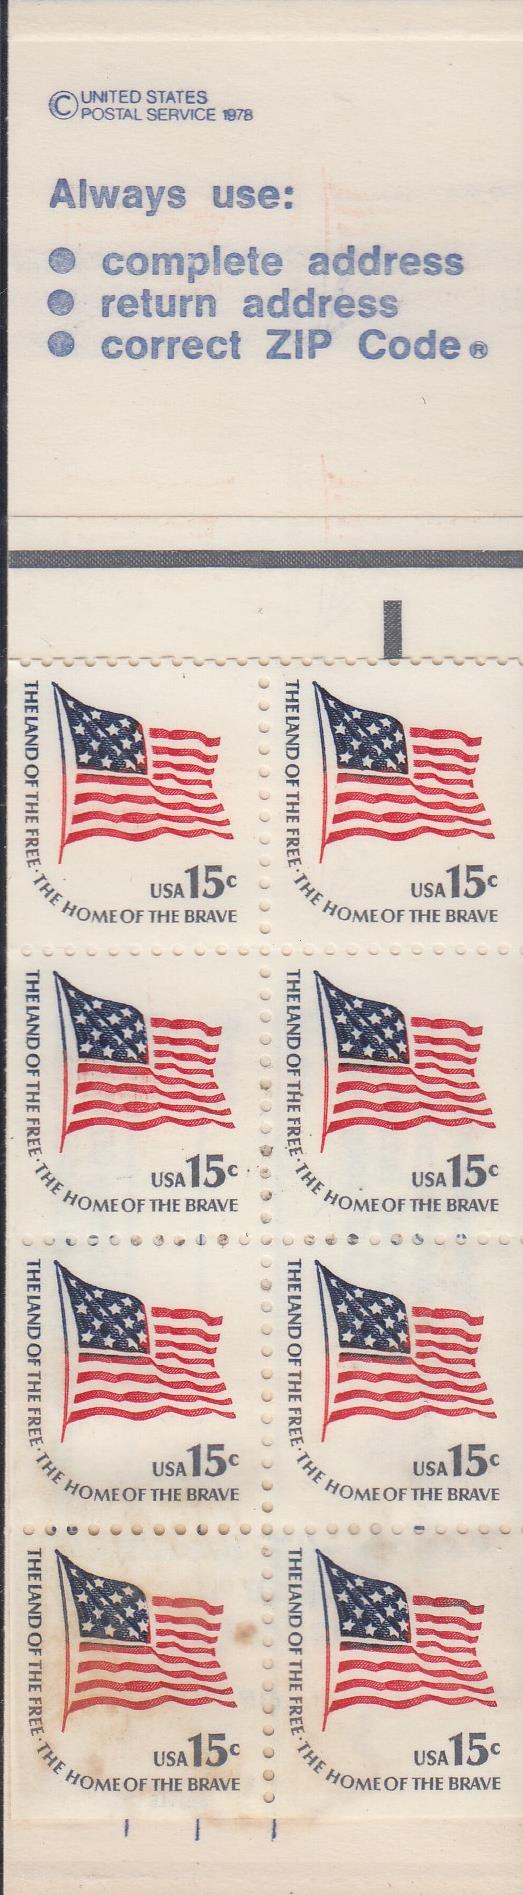 © UNITED STATES
POSTAL SERVICE 1978
Always use:
● complete address
● return address
● correct ZIP Code®
THE LAND OF THE FREE · THE HOME OF THE BRAVE
USA 15c
THE LAND OF THE FREE · THE HOME OF THE BRAVE
USA 15c
THE LAND OF THE FREE · THE HOME OF THE BRAVE
USA 15c
THE LAND OF THE FREE · THE HOME OF THE BRAVE
USA 15c
THE LAND OF THE FREE · THE HOME OF THE BRAVE
USA 15c
THE LAND OF THE FREE · THE HOME OF THE BRAVE
USA 15c
THE LAND OF THE FREE · THE HOME OF THE BRAVE
USA 15c
THE LAND OF THE FREE · THE HOME OF THE BRAVE
USA 15c